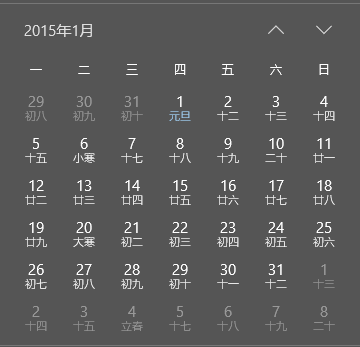 2015年1月
一 二 三 四 五 六 日
29 30 31 1 2 3 4
初八 初九 初十 元旦 十二 十三 十四
5 6 7 8 9 10 11
十五 小寒 十七 十八 十九 二十 廿一
12 13 14 15 16 17 18
廿二 廿三 廿四 廿五 廿六 廿七 廿八
19 20 21 22 23 24 25
廿九 大寒 初二 初三 初四 初五 初六
26 27 28 29 30 31 1
初七 初八 初九 初十 十一 十二 十三
2 3 4 5 6 7 8
十四 十五 立春 十七 十八 十九 二十